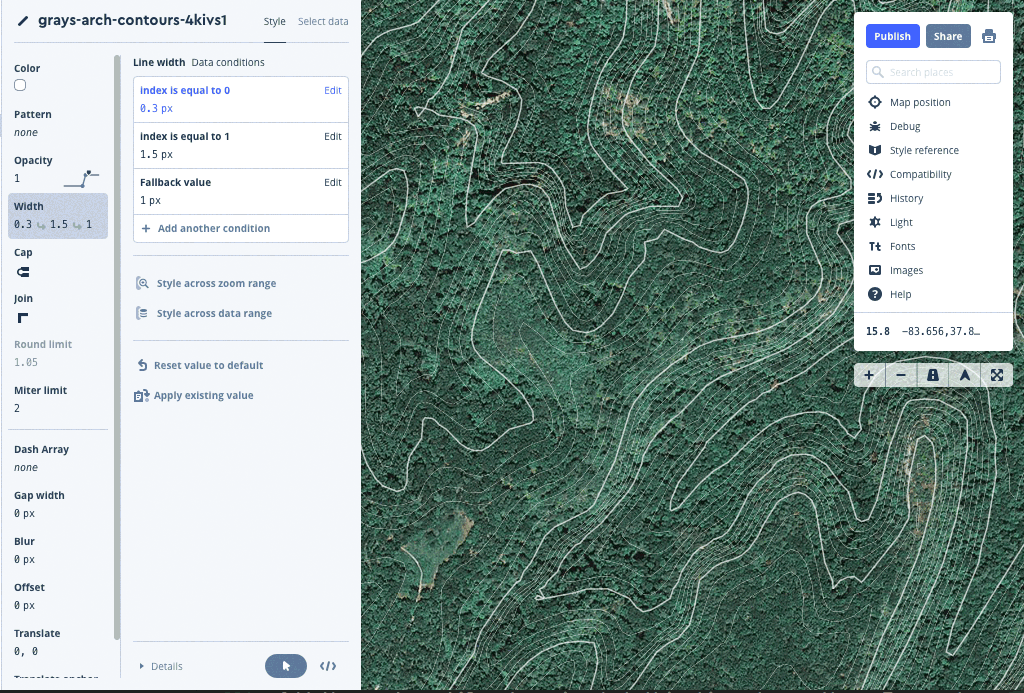 grays-arch-contours-4kivs1
Style
Select data
Color
Pattern
none
Opacity
1
Width
0.3 1.5 1
Cap
Join
Round limit
1.05
Miter limit
2
Dash Array
none
Gap width
0 px
Blur
0 px
Offset
0 px
Translate
0, 0
Line width Data conditions
index is equal to 0 Edit
0.3 px
index is equal to 1 Edit
1.5 px
Fallback value Edit
1 px
+ Add another condition
Style across zoom range
Style across data range
Reset value to default
Apply existing value
Details
</>
Publish
Share
Search places
Map position
Debug
Style reference
</> Compatibility
History
Light
Tt Fonts
Images
? Help
15.8 −83.656,37.8…
+ −